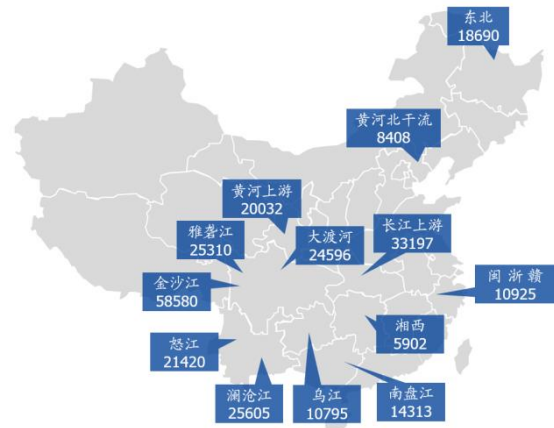 东北
18690
黄河北干流
8408
黄河上游
20032
雅砻江
25310
大渡河
24596
长江上游
33197
金沙江
58580
闽 浙 赣
10925
湘西
5902
怒江
21420
澜沧江
25605
乌江
10795
南盘江
14313